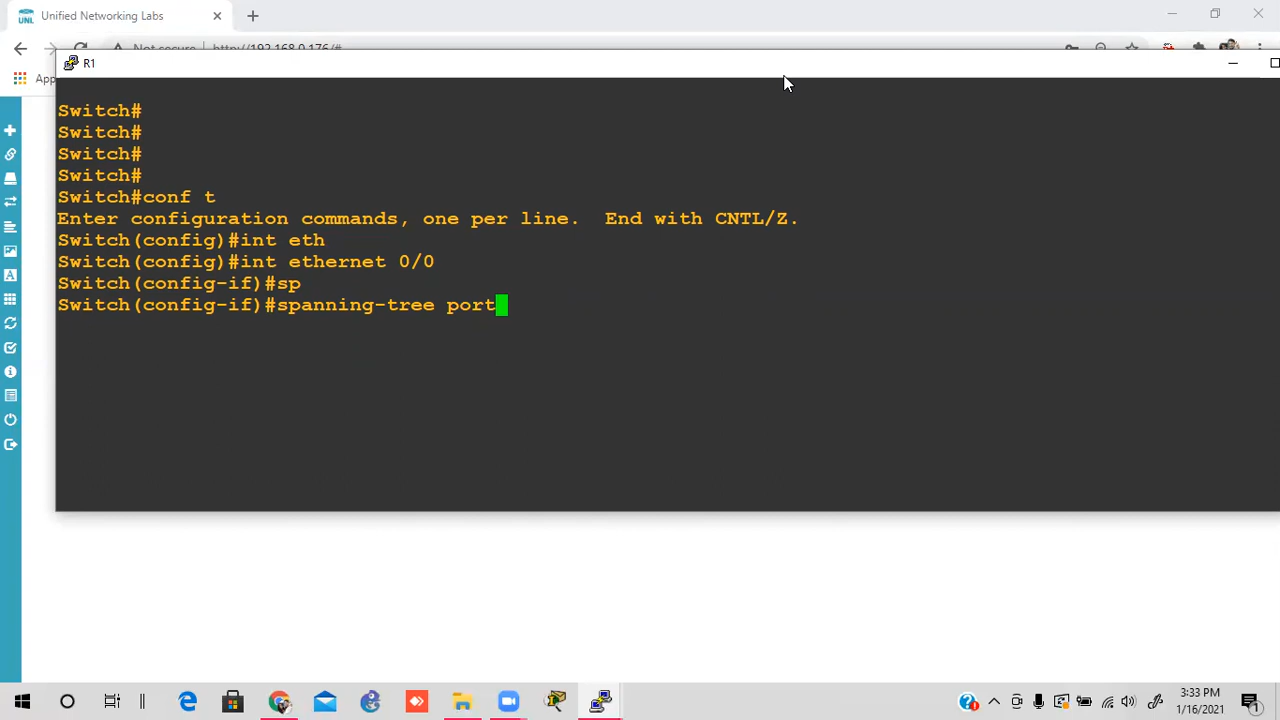 UNL Unified Networking Labs
Not secure http://192.168.0.176/#
App
R1
Switch#
Switch#
Switch#
Switch#
Switch#conf t
Enter configuration commands, one per line.  End with CNTL/Z.
Switch(config)#int eth
Switch(config)#int ethernet 0/0
Switch(config-if)#sp
Switch(config-if)#spanning-tree port
3:33 PM
1/16/2021